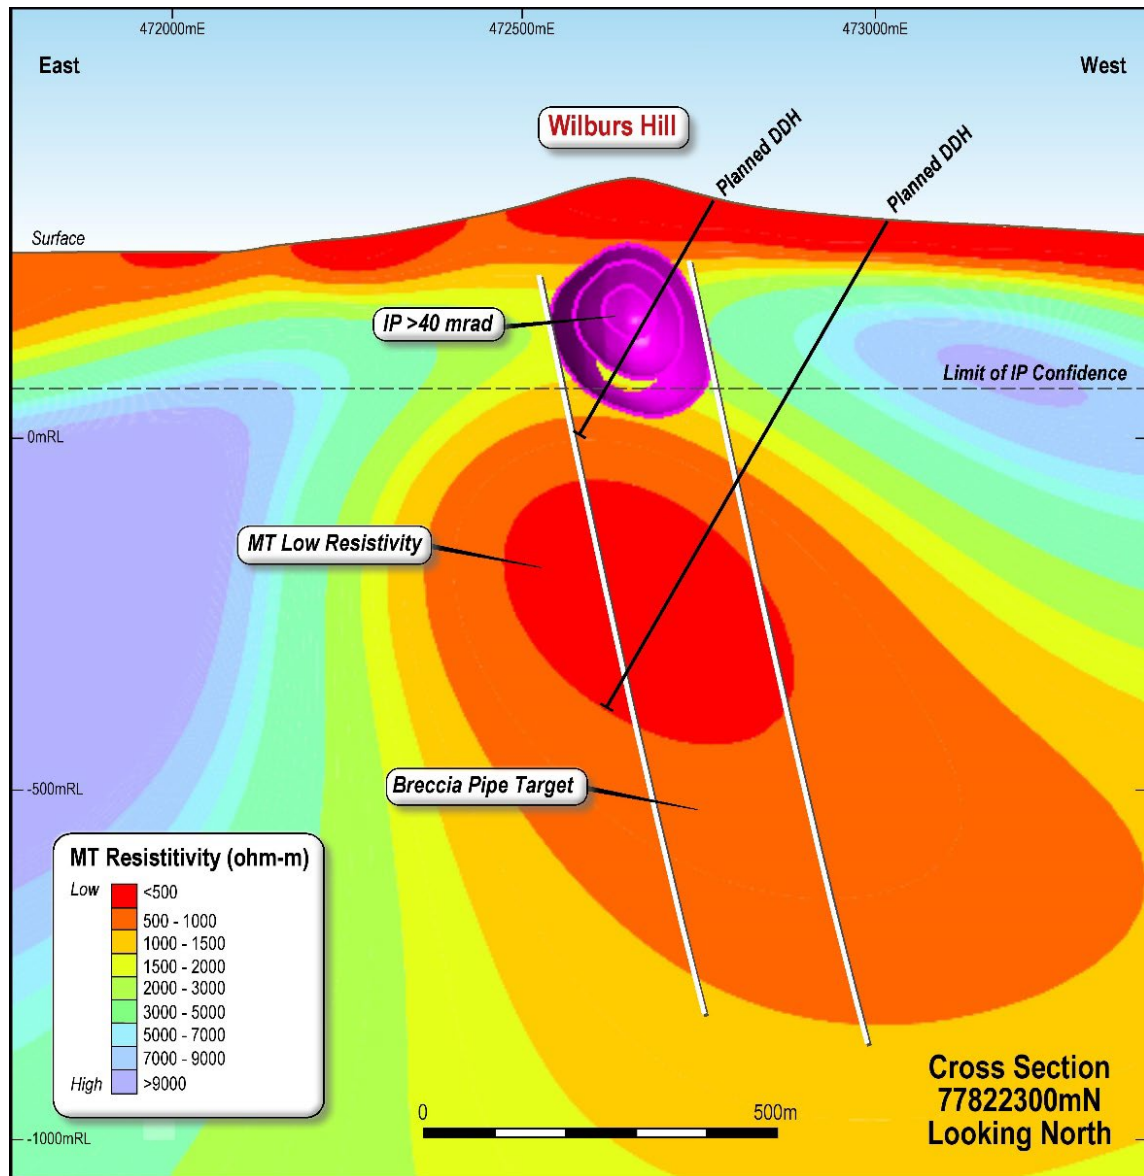 472000mE
472500mE
473000mE
East
West
Wilburs Hill
Planned DDH
Planned DDH
Surface
IP >40 mrad
Limit of IP Confidence
0mRL
MT Low Resistivity
Breccia Pipe Target
-500mRL
MT Resistitivity (ohm-m)
Low
<500
500 - 1000
1000 - 1500
1500 - 2000
2000 - 3000
3000 - 5000
5000 - 7000
7000 - 9000
High
>9000
0
500m
Cross Section
77822300mN
Looking North
-1000mRL